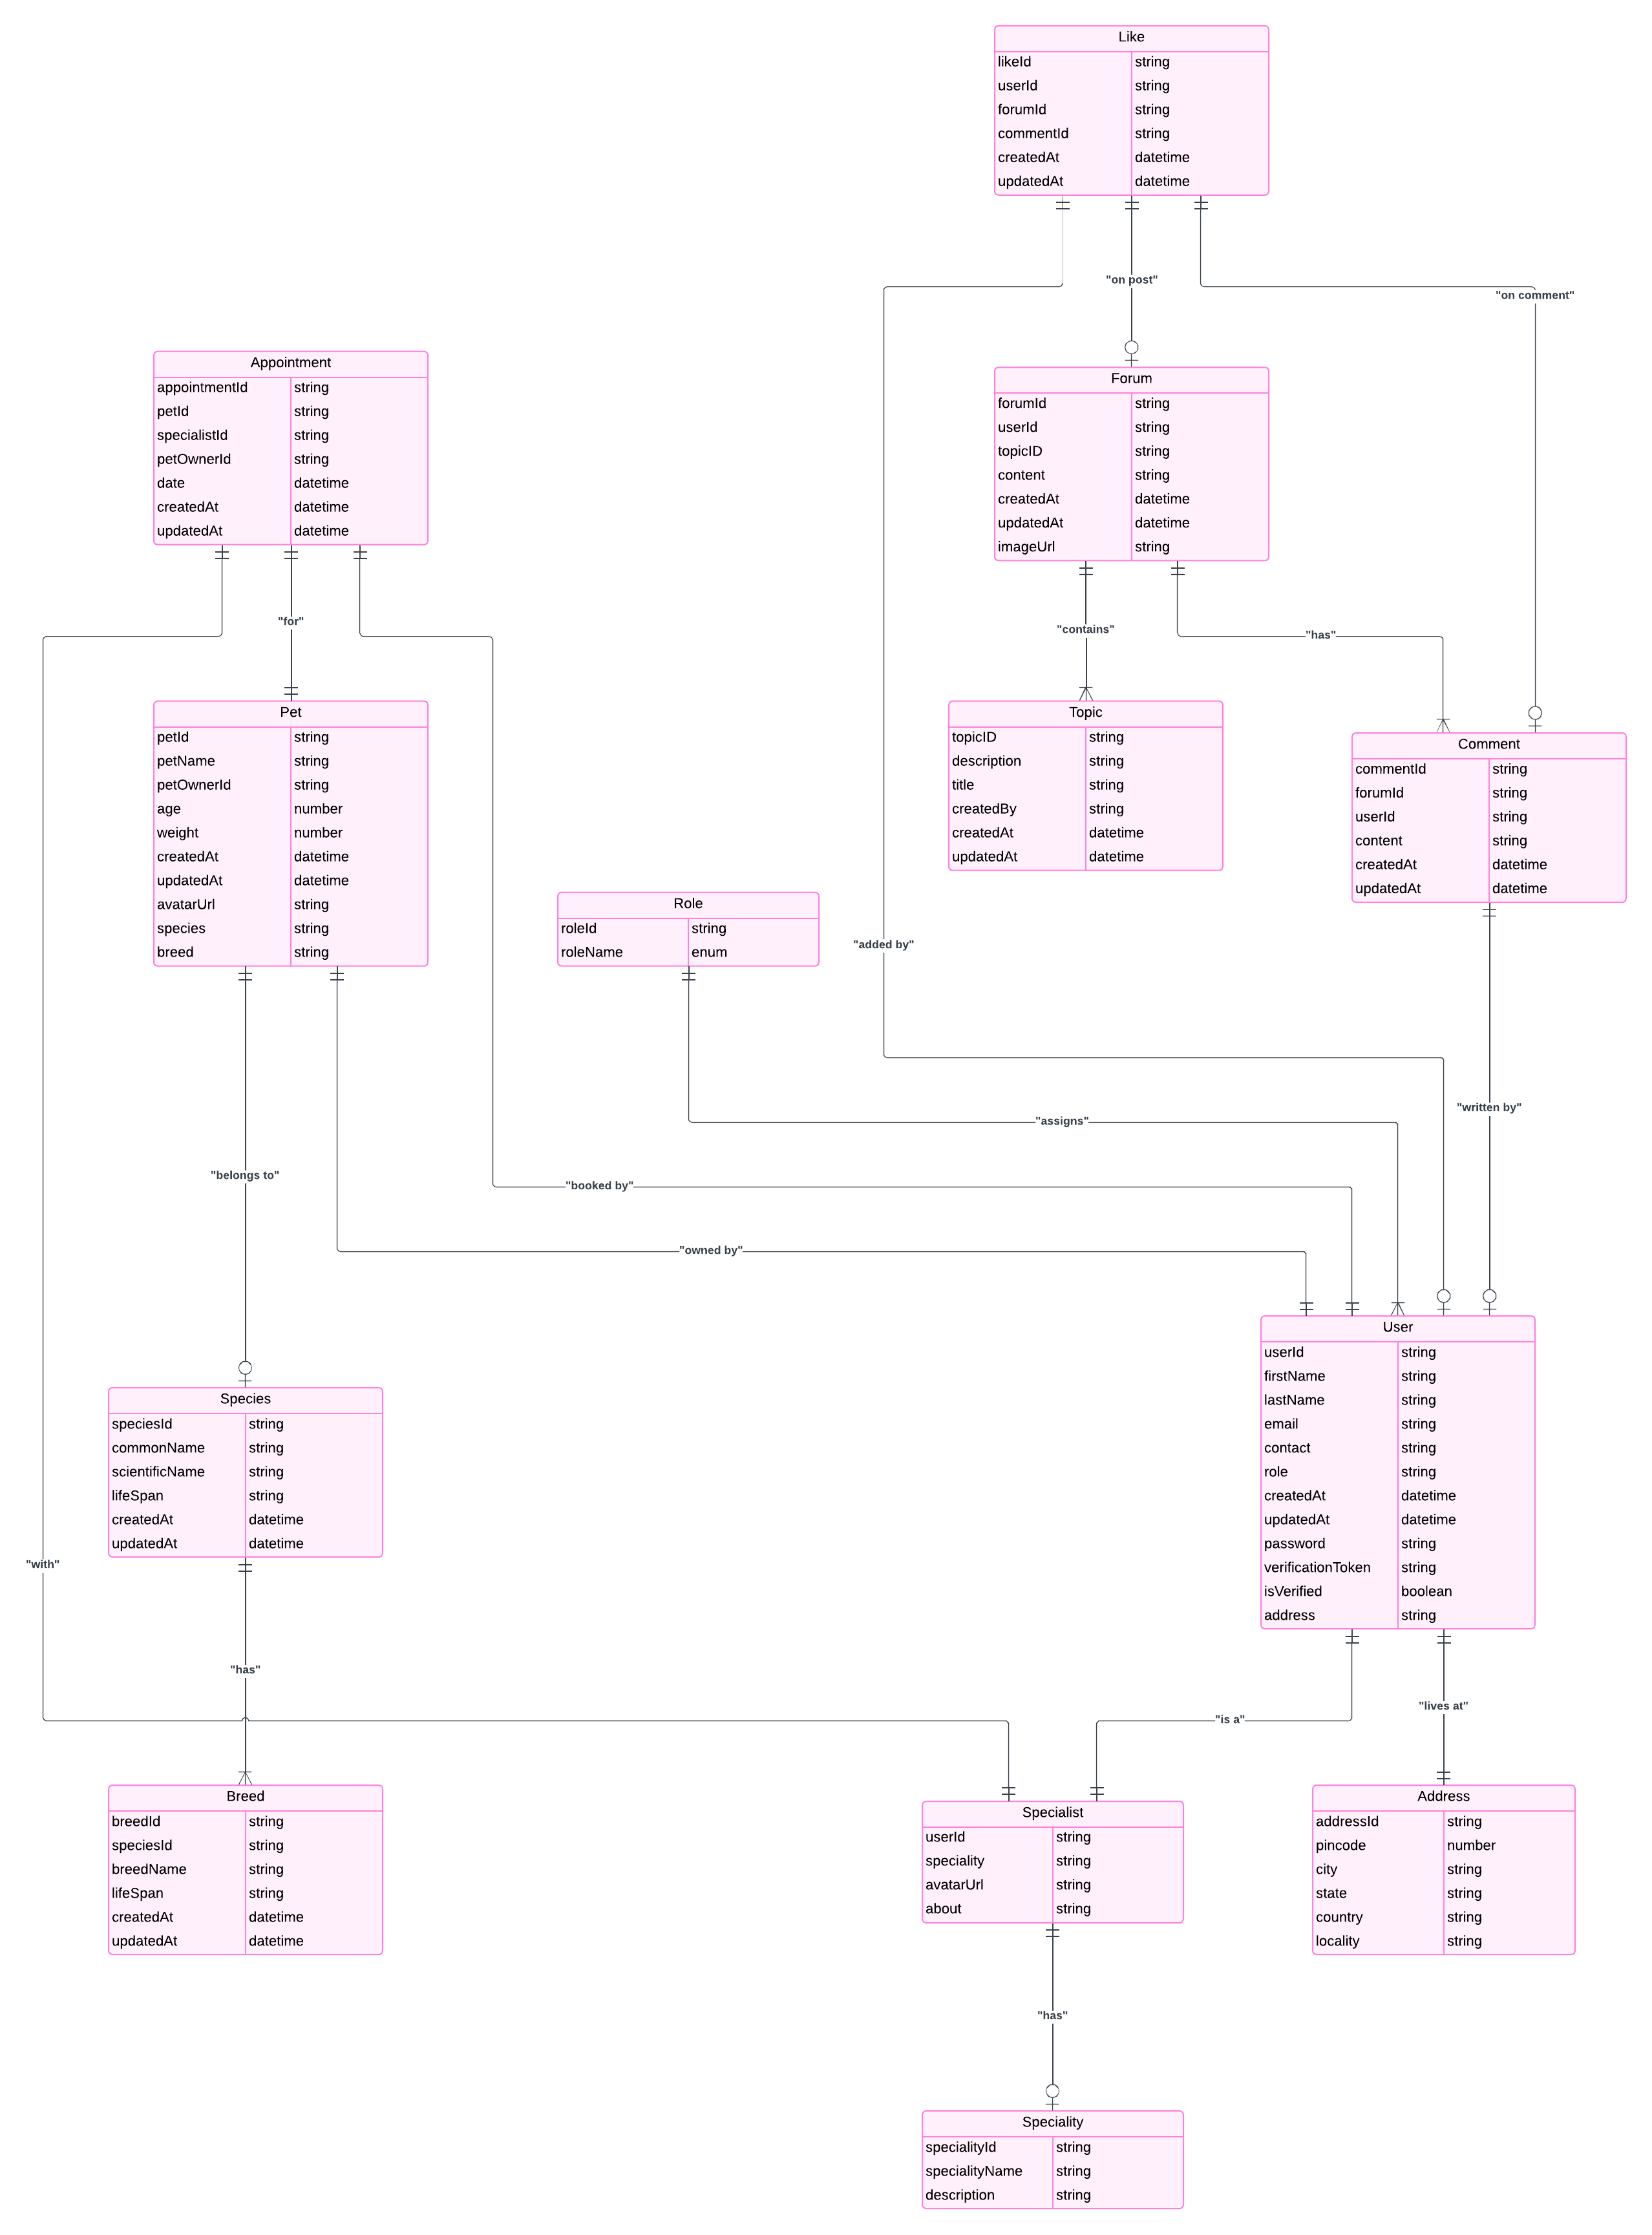 Like
likeId string
userId string
forumId string
commentId string
createdAt datetime
updatedAt datetime
"on post"
"on comment"
Appointment
appointmentId string
petId string
specialistId string
petOwnerId string
date datetime
createdAt datetime
updatedAt datetime
Forum
forumId string
userId string
topicID string
content string
createdAt datetime
updatedAt datetime
imageUrl string
"for"
"contains"
"has"
Pet
petId string
petName string
petOwnerId string
age number
weight number
createdAt datetime
updatedAt datetime
avatarUrl string
species string
breed string
Topic
topicID string
description string
title string
createdBy string
createdAt datetime
updatedAt datetime
Comment
commentId string
forumId string
userId string
content string
createdAt datetime
updatedAt datetime
Role
roleId string
roleName enum
"added by"
"written by"
"assigns"
"belongs to"
"booked by"
"owned by"
User
userId string
firstName string
lastName string
email string
contact string
role string
createdAt datetime
updatedAt datetime
password string
verificationToken string
isVerified boolean
address string
Species
speciesId string
commonName string
scientificName string
lifeSpan string
createdAt datetime
updatedAt datetime
"with"
"has"
"is a"
"lives at"
Breed
breedId string
speciesId string
breedName string
lifeSpan string
createdAt datetime
updatedAt datetime
Specialist
userId string
speciality string
avatarUrl string
about string
Address
addressId string
pincode number
city string
state string
country string
locality string
"has"
Speciality
specialityId string
specialityName string
description string